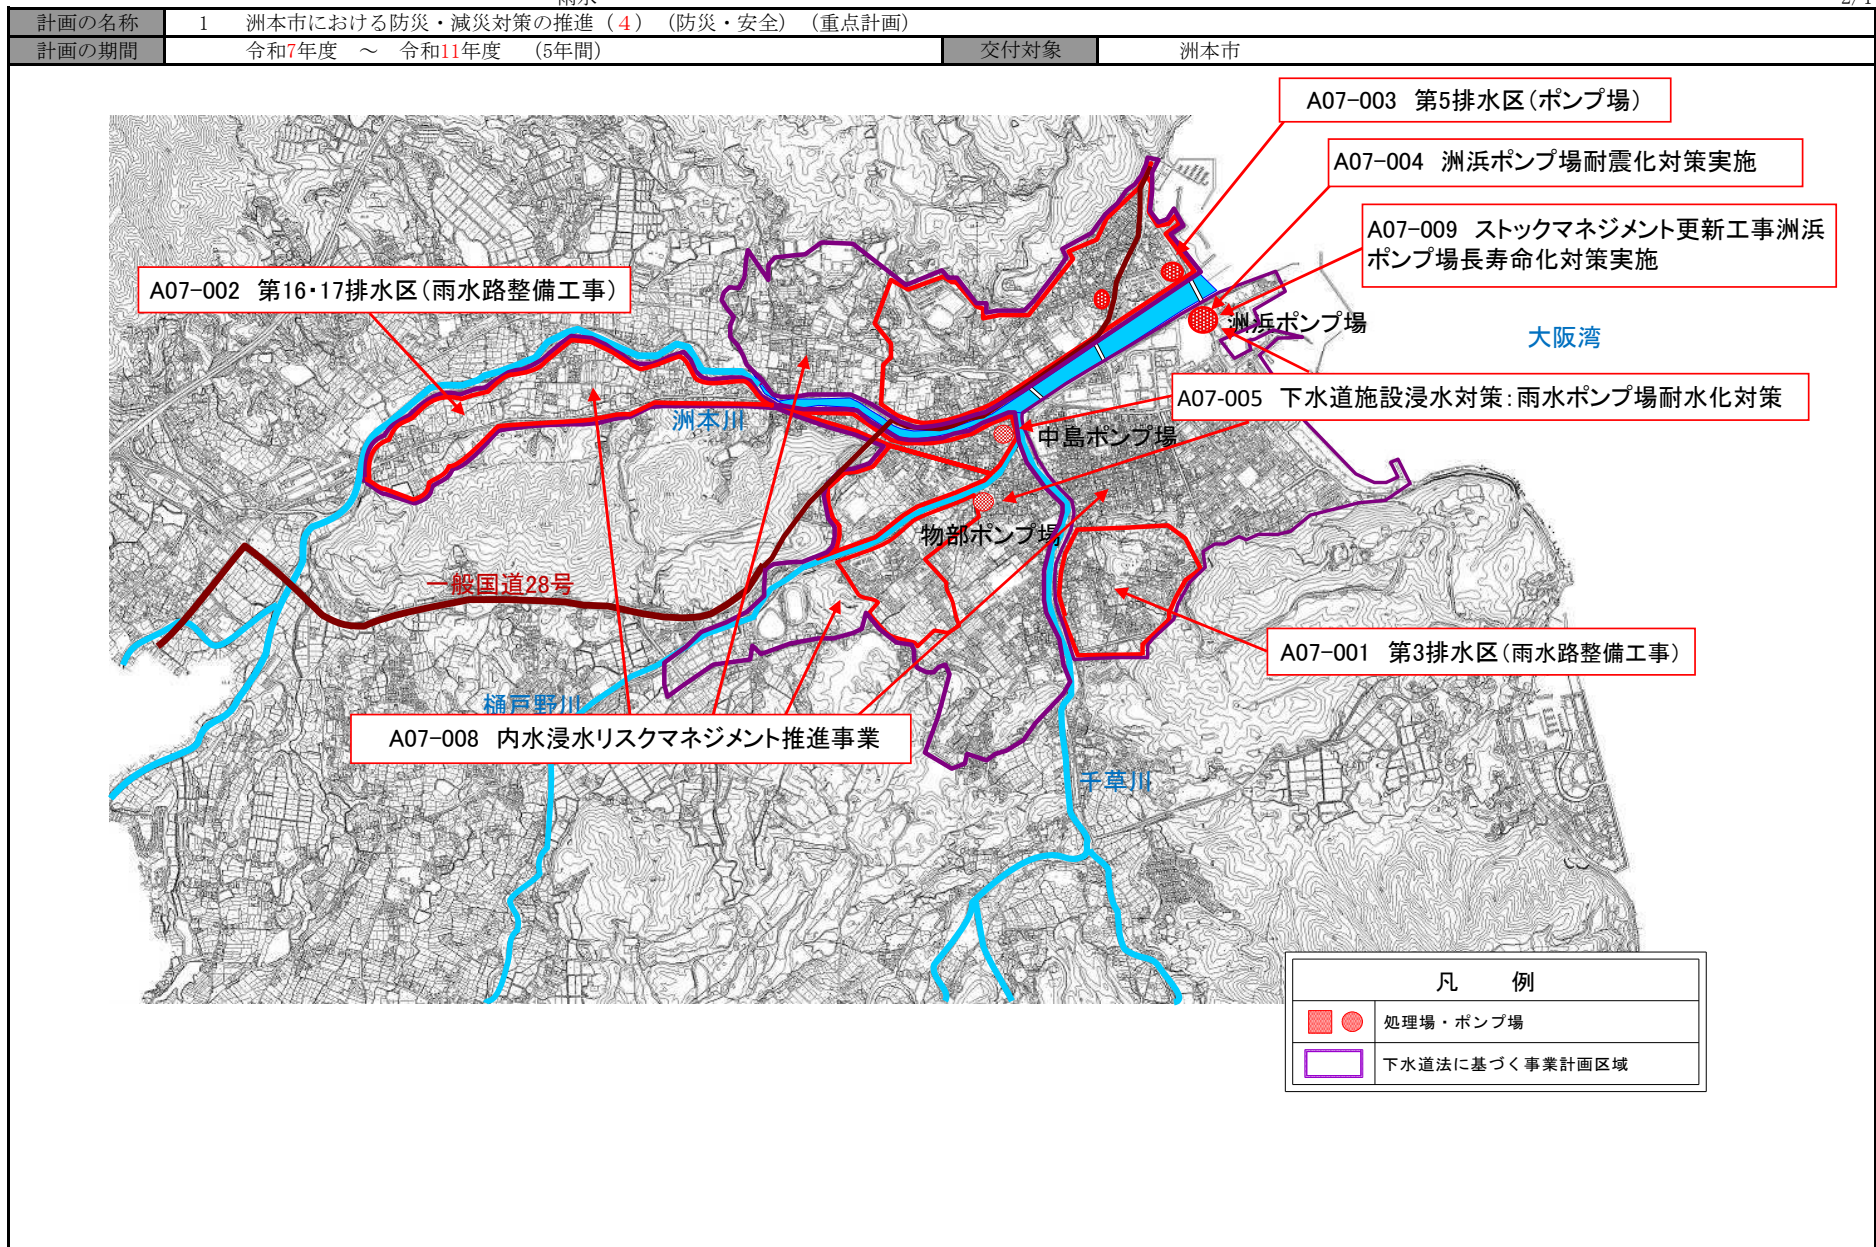 計画の名称 1 洲本市における防災・減災対策の推進（４）（防災・安全）（重点計画）
計画の期間 令和7年度 ～ 令和11年度 (5年間) 交付対象 洲本市
A07-003 第5排水区(ポンプ場)
A07-004 洲浜ポンプ場耐震化対策実施
A07-009 ストックマネジメント更新工事洲浜
ポンプ場長寿命化対策実施
A07-002 第16・17排水区(雨水路整備工事)
洲浜ポンプ場
大阪湾
A07-005 下水道施設浸水対策：雨水ポンプ場耐水化対策
洲本川
中島ポンプ場
物部ポンプ場
一般国道28号
A07-001 第3排水区(雨水路整備工事)
樋戸野川
A07-008 内水浸水リスクマネジメント推進事業
千草川
凡 例
処理場・ポンプ場
下水道法に基づく事業計画区域